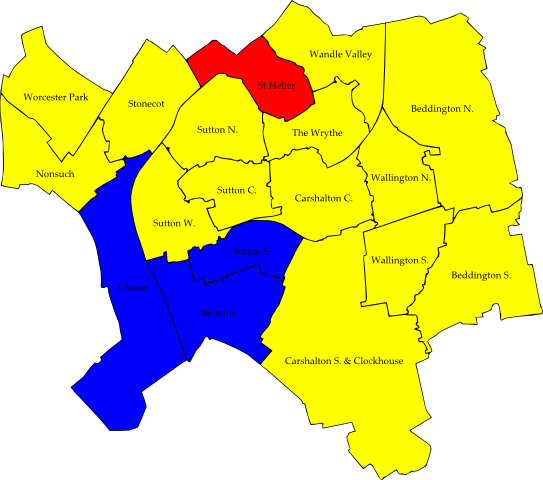 Wandle Valley
St Helier
Worcester Park
Stonecot
Beddington N.
Sutton N.
The Wrythe
Nonsuch
Wallington N.
Sutton C.
Carshalton C.
Sutton W.
Sutton S.
Wallington S.
Beddington S.
Cheam
Belmont
Carshalton S. & Clockhouse